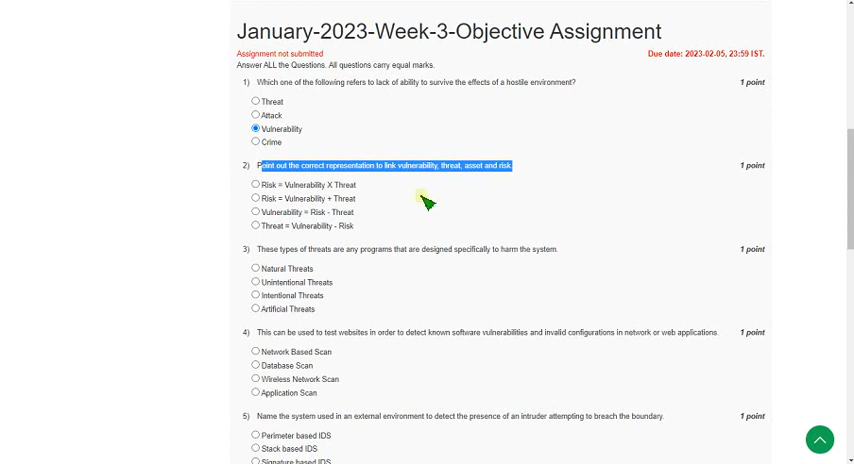 January-2023-Week-3-Objective Assignment
Assignment not submitted Due date: 2023-02-05, 23:59 IST.
Answer ALL the Questions. All questions carry equal marks.
1) Which one of the following refers to lack of ability to survive the effects of a hostile environment? 1 point
Threat
Attack
Vulnerability
Crime
2) Point out the correct representation to link vulnerability, threat, asset and risk. 1 point
Risk = Vulnerability X Threat
Risk = Vulnerability + Threat
Vulnerability = Risk - Threat
Threat = Vulnerability - Risk
3) These types of threats are any programs that are designed specifically to harm the system. 1 point
Natural Threats
Unintentional Threats
Intentional Threats
Artificial Threats
4) This can be used to test websites in order to detect known software vulnerabilities and invalid configurations in network or web applications. 1 point
Network Based Scan
Database Scan
Wireless Network Scan
Application Scan
5) Name the system used in an external environment to detect the presence of an intruder attempting to breach the boundary. 1 point
Perimeter based IDS
Stack based IDS
Signature based IDS